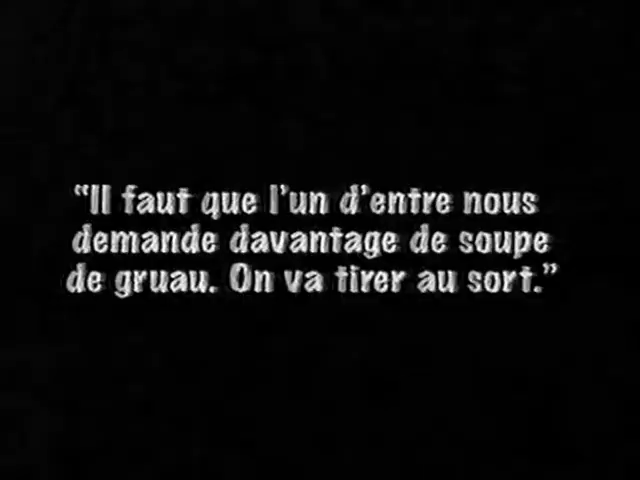 “Il faut que l’un d’entre nous
demande davantage de soupe
de gruau. On va tirer au sort.”